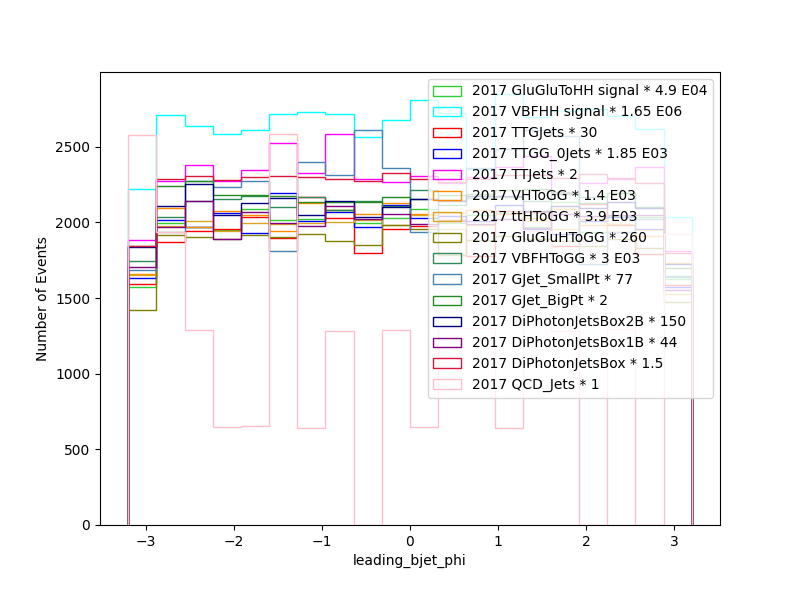 2017 GluGluToHH signal * 4.9 E04
2017 VBFHH signal * 1.65 E06
2017 TTGJets * 30
2017 TTGG_0Jets * 1.85 E03
2017 TTJets * 2
2017 VHToGG * 1.4 E03
2017 ttHToGG * 3.9 E03
2017 GluGluHToGG * 260
2017 VBFHToGG * 3 E03
2017 GJet_SmallPt * 77
2017 GJet_BigPt * 2
2017 DiPhotonJetsBox2B * 150
2017 DiPhotonJetsBox1B * 44
2017 DiPhotonJetsBox * 1.5
2017 QCD_Jets * 1
Number of Events
2500
2000
1500
1000
500
0
−3 −2 −1 0 1 2 3
leading_bjet_phi